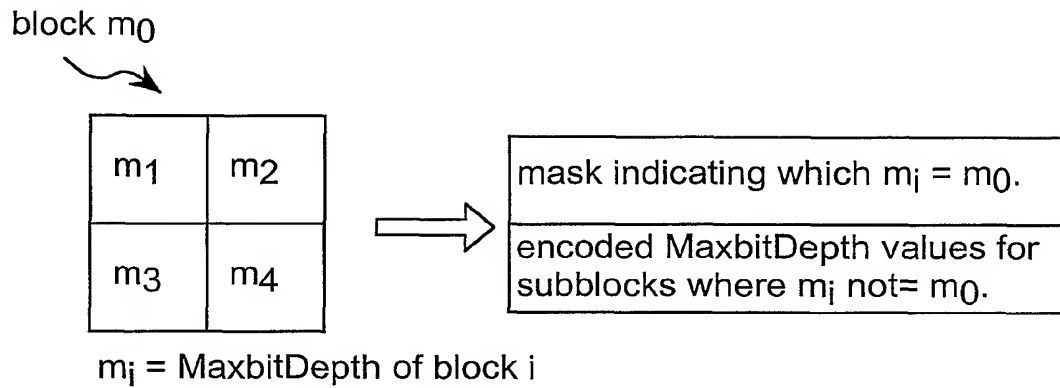 block m0
m1 m2
m3 m4
mask indicating which mi = m0.
encoded MaxbitDepth values for
subblocks where mi not= m0.
mi = MaxbitDepth of block i